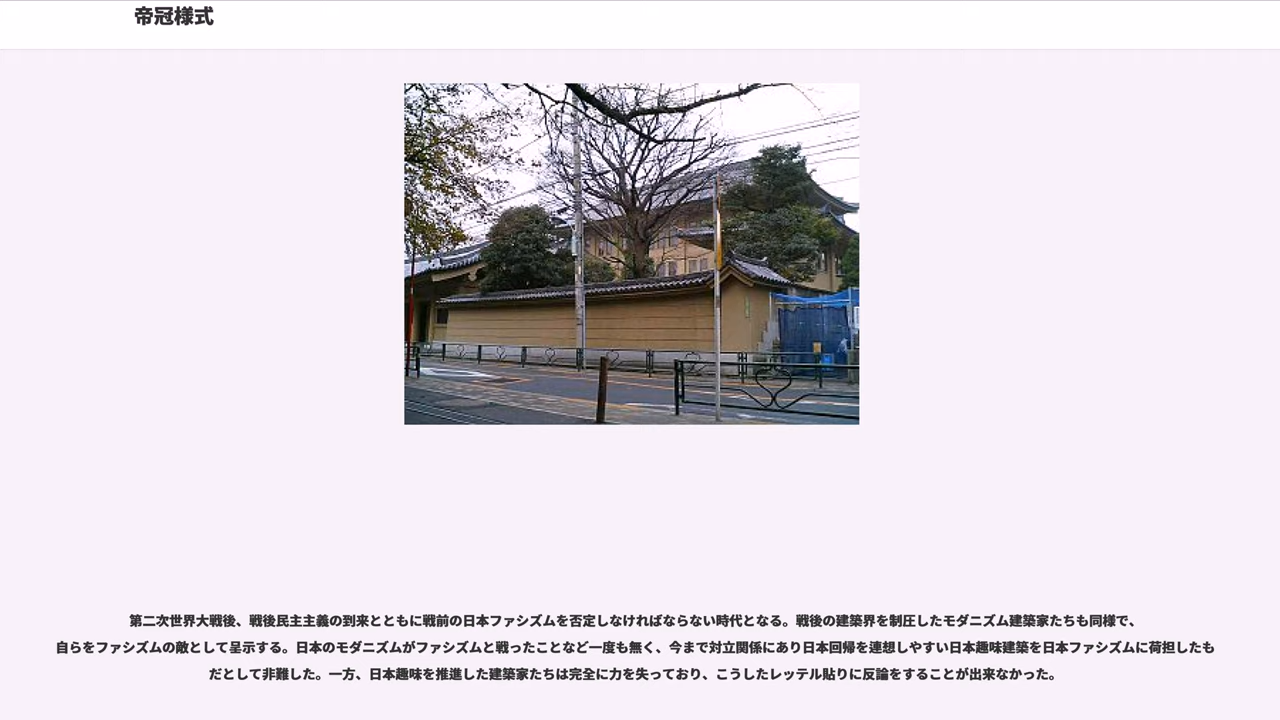 帝冠様式
第二次世界大戦後、戦後民主主義の到来とともに戦前の日本ファシズムを否定しなければならない時代となる。戦後の建築界を制圧したモダニズム建築家たちも同様で、
自らをファシズムの敵として呈示する。日本のモダニズムがファシズムと戦ったことなど一度も無く、今まで対立関係にあり日本回帰を連想しやすい日本趣味建築を日本ファシズムに荷担したも
だとして非難した。一方、日本趣味を推進した建築家たちは完全に力を失っており、こうしたレッテル貼りに反論をすることが出来なかった。